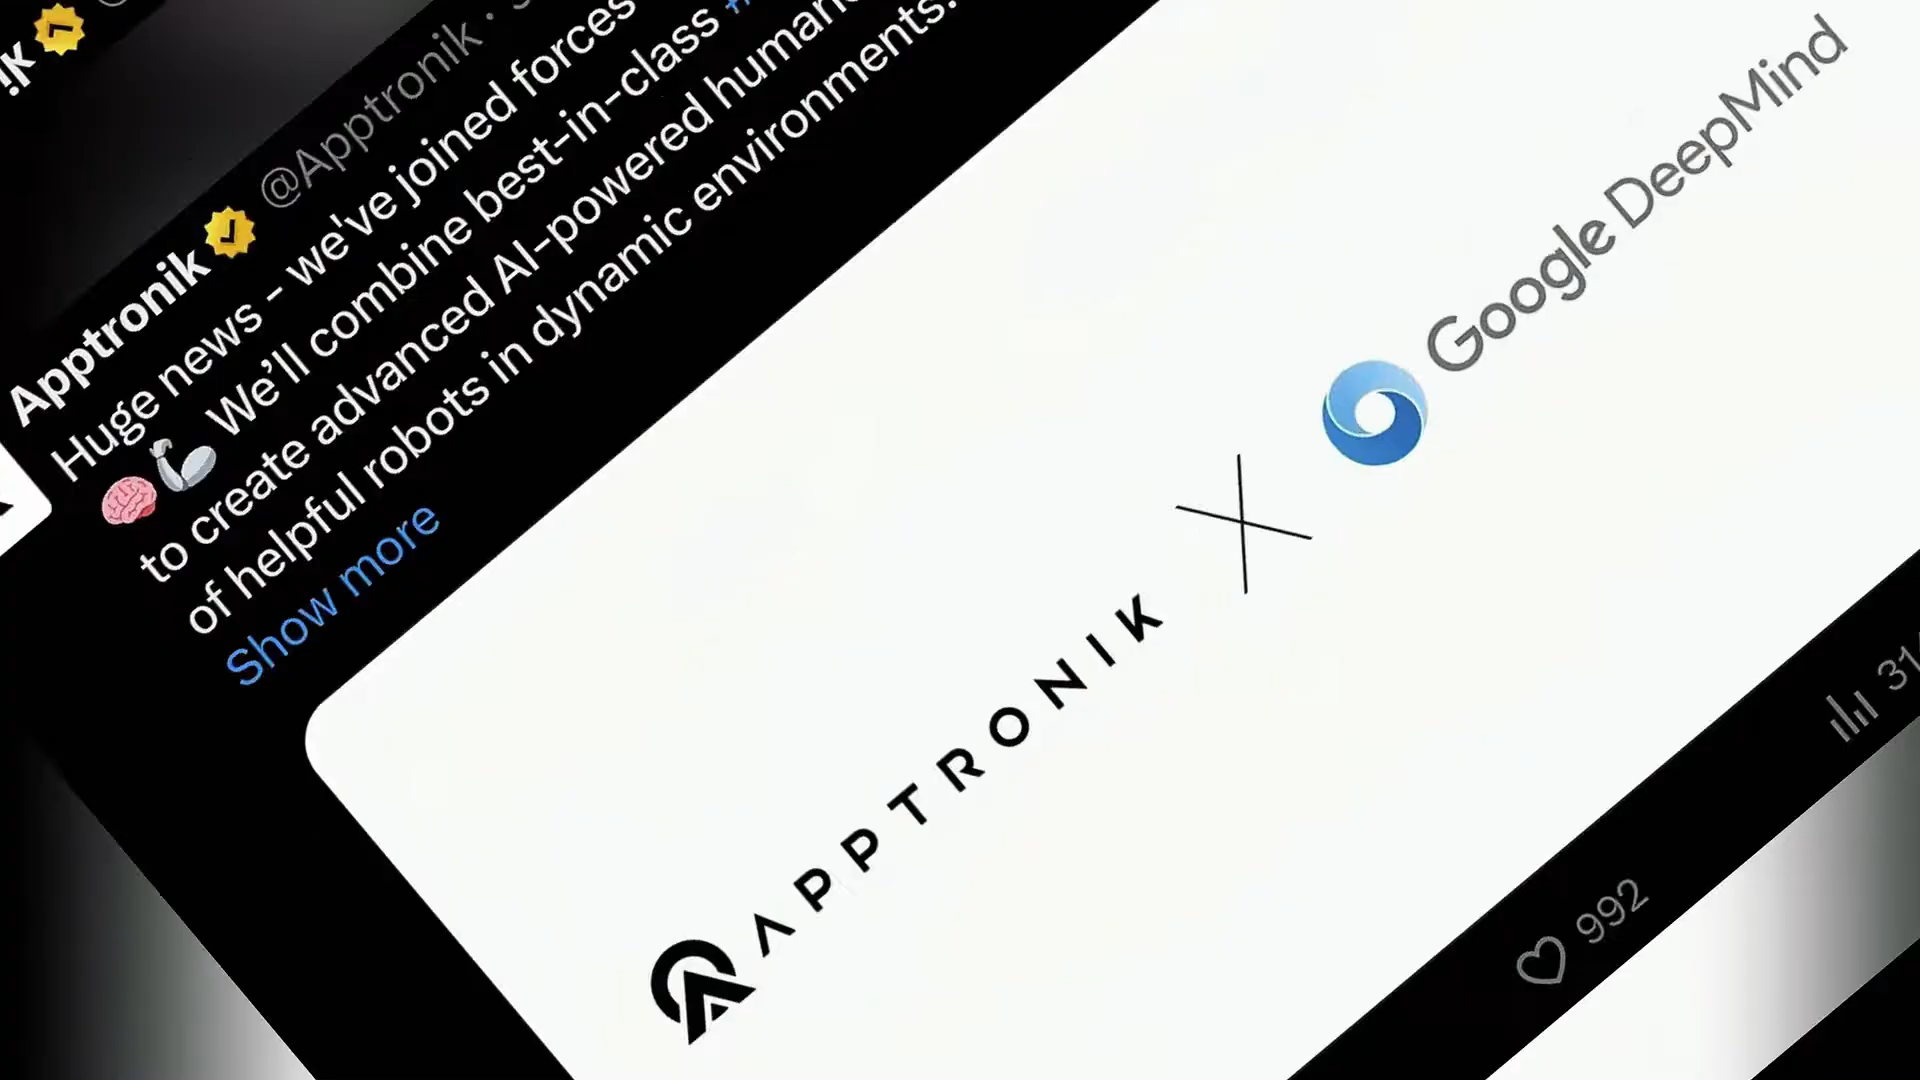 Apptronik @Apptronik ·
Huge news - we've joined forces
🧠🦾 We'll combine best-in-class
to create advanced AI-powered
of helpful robots in dynamic environments.
Show more
APPTRONIK X Google DeepMind
992